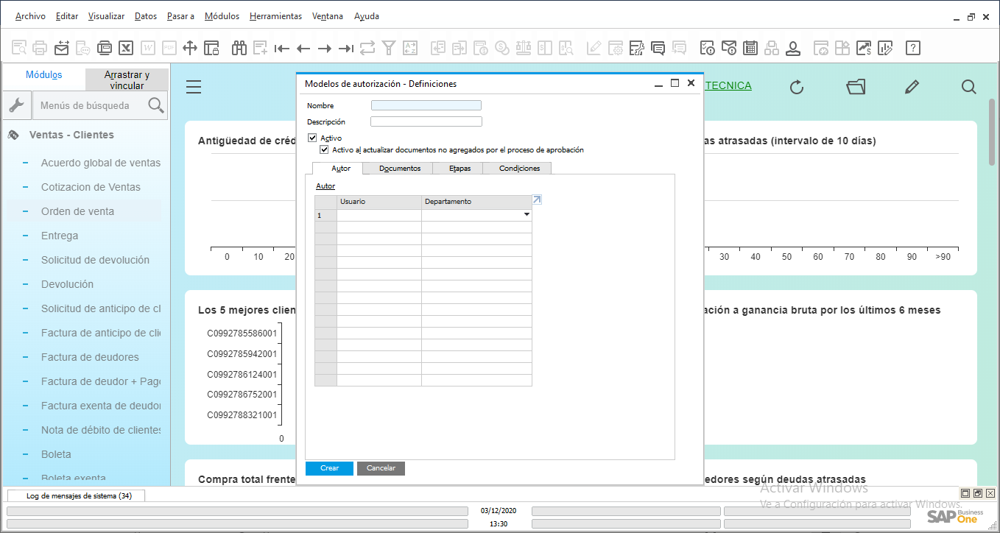 Archivo Editar Visualizar Datos Pasar a Módulos Herramientas Ventana Ayuda
Módulos
Arrastrar y vincular
Menús de búsqueda
Ventas - Clientes
Acuerdo global de ventas
Cotizacion de Ventas
Orden de venta
Entrega
Solicitud de devolución
Devolución
Solicitud de anticipo de cl
Factura de anticipo de clie
Factura de deudores
Factura de deudor + Pago
Factura exenta de deudor
Nota de débito de clientes
Boleta
Boleta exenta
TECNICA
Antigüedad de créd
0 10 20
Los 5 mejores clien
C0992785586001
C0992785942001
C0992786124001
C0992786752001
C0992788321001
0
Compra total frente
Modelos de autorización - Definiciones
Nombre
Descripción
Activo
Activo al actualizar documentos no agregados por el proceso de aprobación
Autor Documentos Etapas Condiciones
Autor
Usuario Departamento
1
Crear Cancelar
as atrasadas (intervalo de 10 días)
30 40 50 60 70 80 90 >90
ación a ganancia bruta por los últimos 6 meses
edores según deudas atrasadas
Activar Windows
Ve a Configuración para activar Windows.
Log de mensajes de sistema (34)
03/12/2020
13:30
SAP Business One